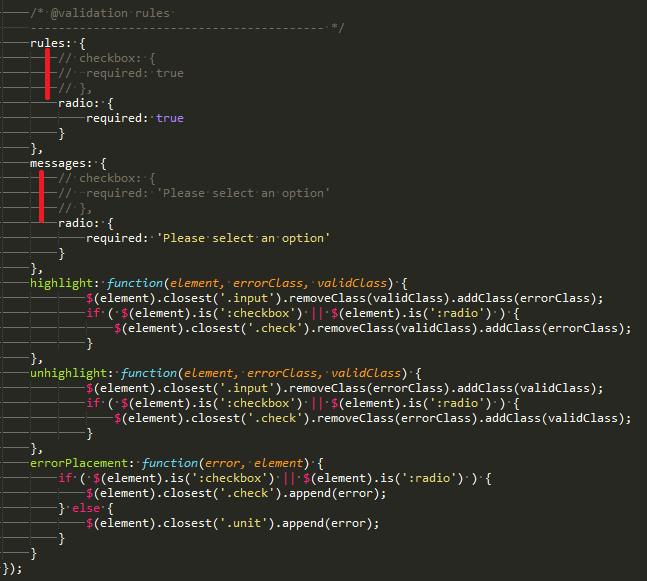 /* @validation rules
------------------------------------------ */
rules: {
// checkbox: {
//  required: true
// },
radio: {
required: true
}
},
messages: {
// checkbox: {
//  required: 'Please select an option'
// },
radio: {
required: 'Please select an option'
}
},
highlight: function(element, errorClass, validClass) {
$(element).closest('.input').removeClass(validClass).addClass(errorClass);
if ( $(element).is(':checkbox') || $(element).is(':radio') ) {
$(element).closest('.check').removeClass(validClass).addClass(errorClass);
}
},
unhighlight: function(element, errorClass, validClass) {
$(element).closest('.input').removeClass(errorClass).addClass(validClass);
if ( $(element).is(':checkbox') || $(element).is(':radio') ) {
$(element).closest('.check').removeClass(errorClass).addClass(validClass);
}
},
errorPlacement: function(error, element) {
if ( $(element).is(':checkbox') || $(element).is(':radio') ) {
$(element).closest('.check').append(error);
} else {
$(element).closest('.unit').append(error);
}
}
});